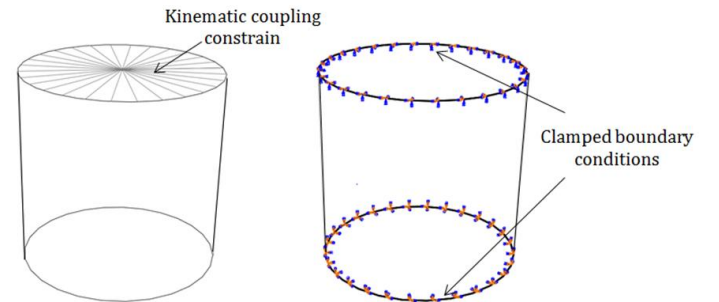 Kinematic coupling
constrain
Clamped boundary
conditions